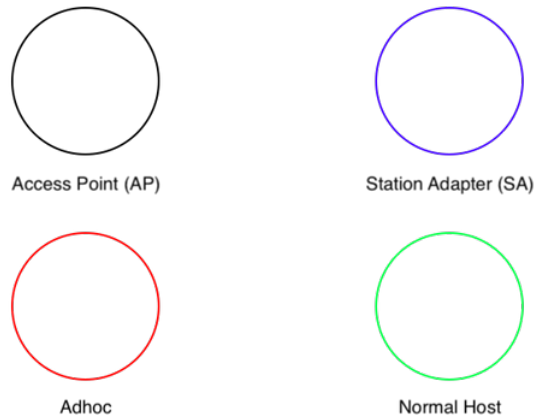 Access Point (AP)
Station Adapter (SA)
Adhoc
Normal Host